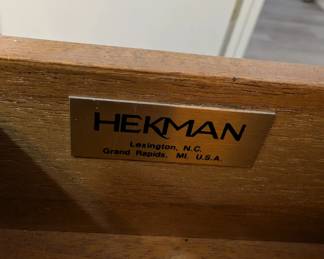 HEKMAN
Lexington, N.C.
Grand Rapids, MI. U.S.A.